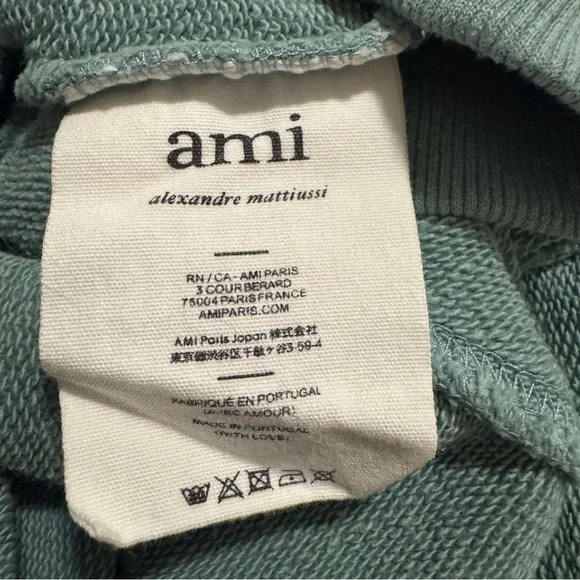 ami
alexandre mattiussi
RN / CA - AMI PARIS
3 COUR BERARD
75004 PARIS FRANCE
AMIPARIS.COM
AMI Paris Japan 株式会社
東京都渋谷区千駄ヶ谷3-59-4
FABRIQUÉ EN PORTUGAL
(AVEC AMOUR)
MADE IN PORTUGAL
(WITH LOVE)